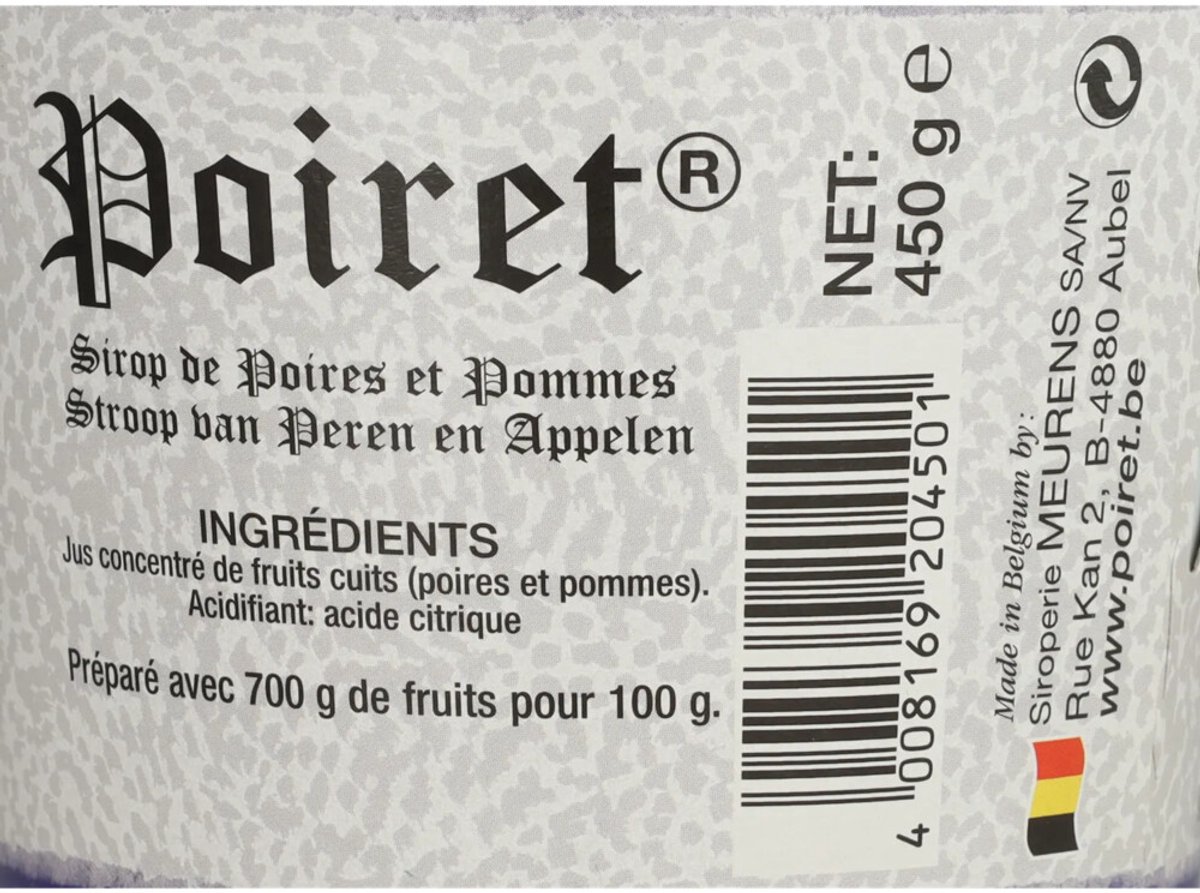 Poiret®
Sirop de Poires et Pommes
Stroop van Peren en Appelen
INGRÉDIENTS
Jus concentré de fruits cuits (poires et pommes).
Acidifiant: acide citrique
Préparé avec 700 g de fruits pour 100 g.
NET:
450 g e
4 008169 204501
Made in Belgium by:
Siroperie MEURENS SA/NV
Rue Kan 2, B-4880 Aubel
www.poiret.be